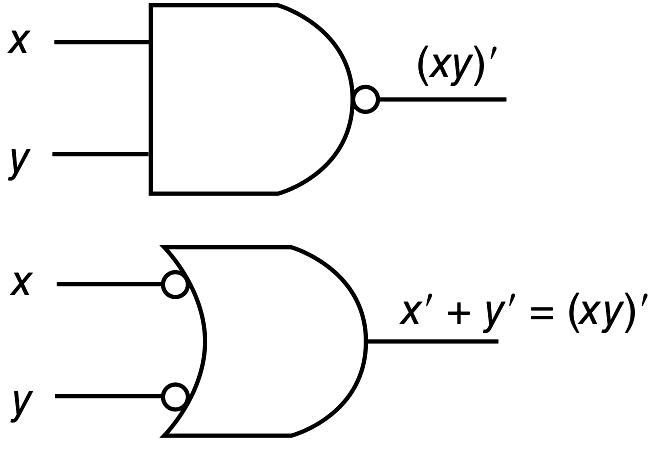 x
(xy)′
y
x
x′ + y′ = (xy)′
y